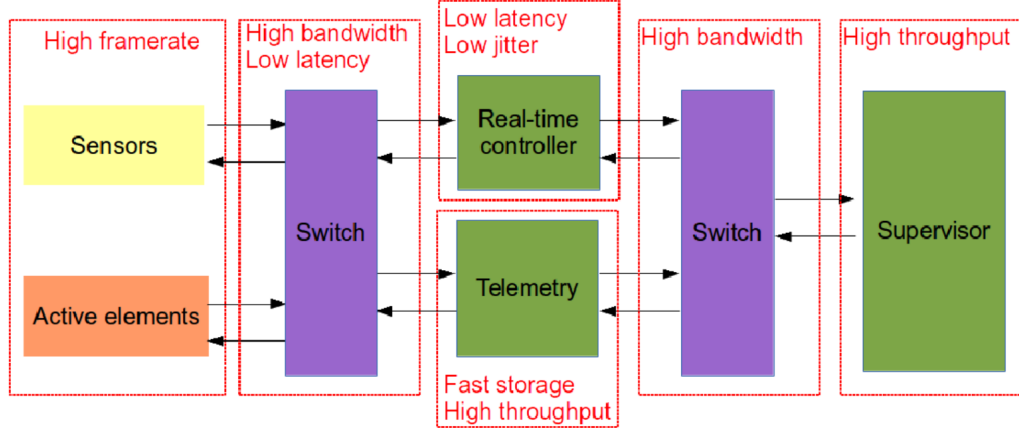 High framerate
Sensors
Active elements
High bandwidth
Low latency
Switch
Low latency
Low jitter
Real-time
controller
Telemetry
Fast storage
High throughput
High bandwidth
Switch
High throughput
Supervisor